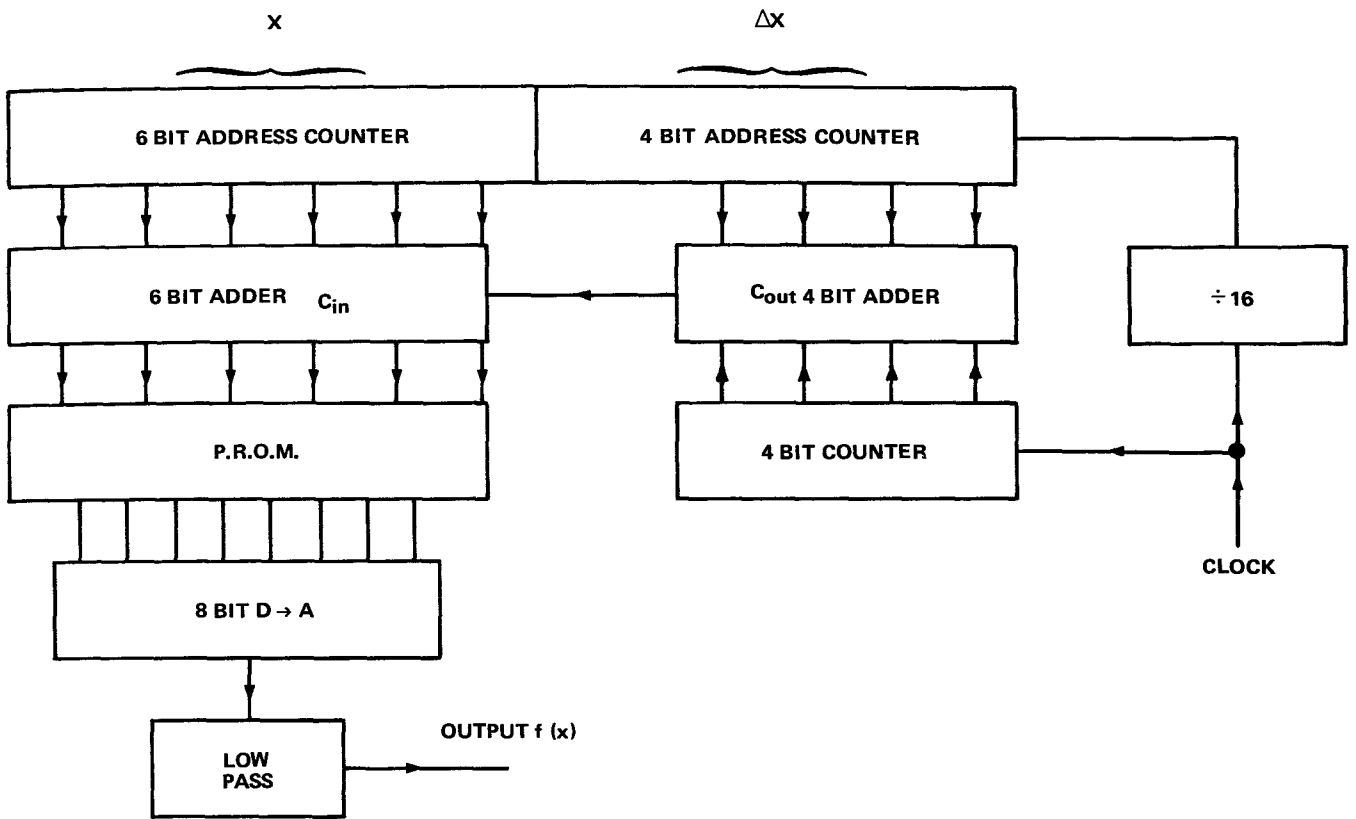 x
Δx
6 BIT ADDRESS COUNTER
4 BIT ADDRESS COUNTER
6 BIT ADDER Cin
Cout 4 BIT ADDER
÷ 16
P.R.O.M.
4 BIT COUNTER
CLOCK
8 BIT D → A
OUTPUT f (x)
LOW
PASS